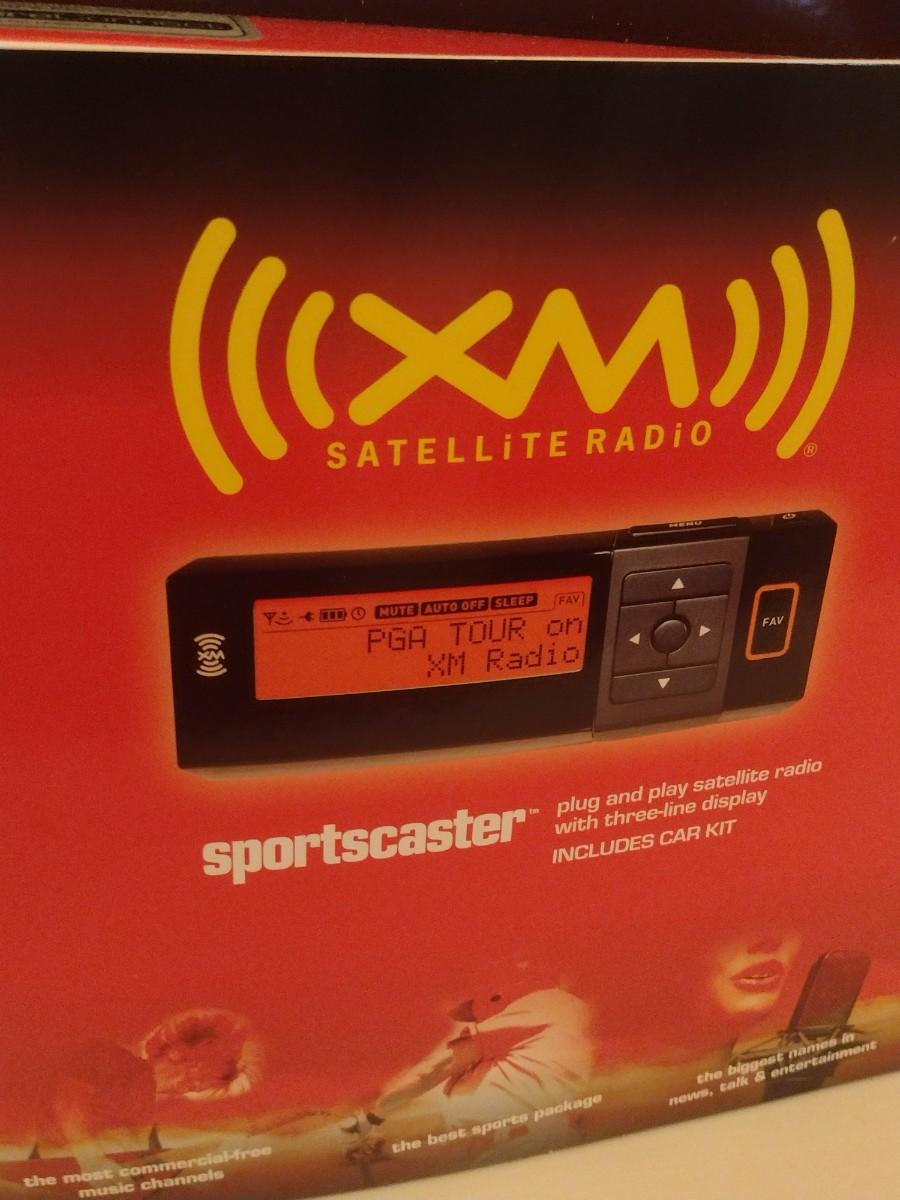 XM
SATELLiTE RADiO
®
MENU
MUTE AUTO OFF SLEEP FAV
PGA TOUR on
XM Radio
XM
FAV
sportscaster™
plug and play satellite radio
with three-line display
INCLUDES CAR KIT
the most commercial-free
music channels
the best sports package
the biggest names in
news, talk & entertainment